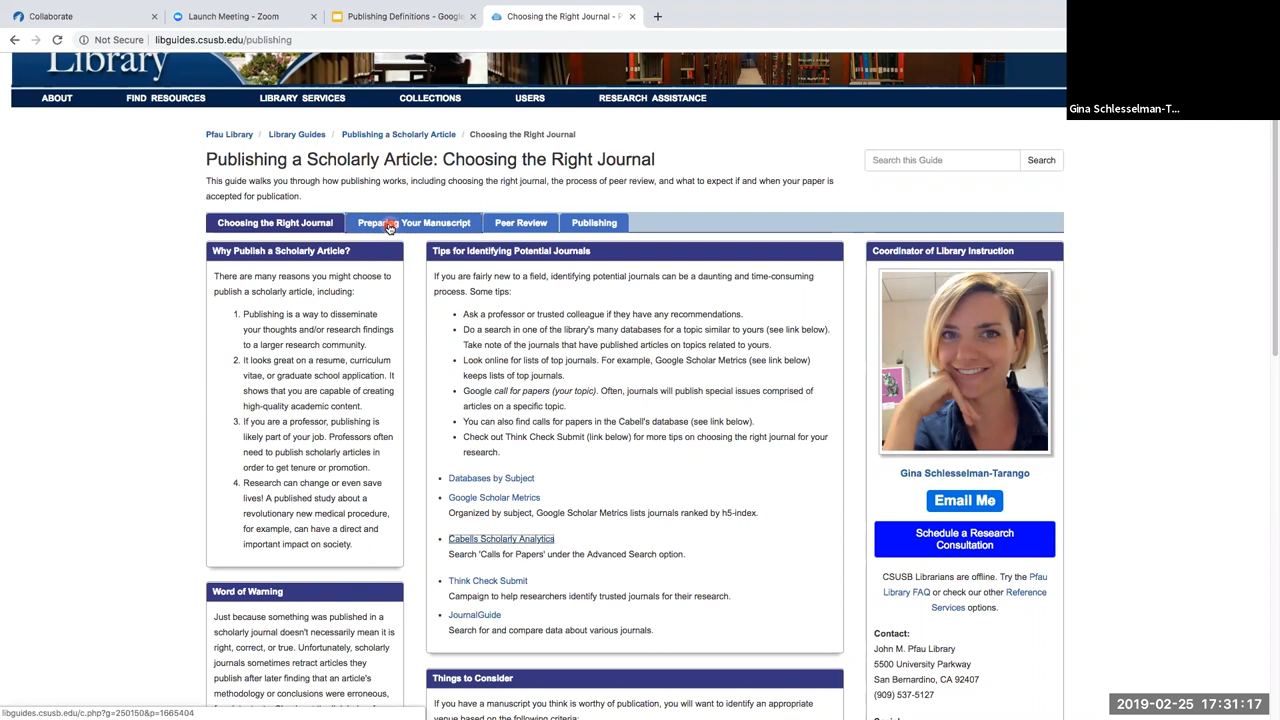 Collaborate
Launch Meeting - Zoom
Publishing Definitions - Google
Choosing the Right Journal - P
Not Secure
libguides.csusb.edu/publishing
Library
Gina Schlesselman-T...
ABOUT
FIND RESOURCES
LIBRARY SERVICES
COLLECTIONS
USERS
RESEARCH ASSISTANCE
Pfau Library / Library Guides / Publishing a Scholarly Article / Choosing the Right Journal
Publishing a Scholarly Article: Choosing the Right Journal
Search this Guide
Search
This guide walks you through how publishing works, including choosing the right journal, the process of peer review, and what to expect if and when your paper is
accepted for publication.
Choosing the Right Journal
Preparing Your Manuscript
Peer Review
Publishing
Why Publish a Scholarly Article?
There are many reasons you might choose to
publish a scholarly article, including:
1. Publishing is a way to disseminate
your thoughts and/or research findings
to a larger research community.
2. It looks great on a resume, curriculum
vitae, or graduate school application. It
shows that you are capable of creating
high-quality academic content.
3. If you are a professor, publishing is
likely part of your job. Professors often
need to publish scholarly articles in
order to get tenure or promotion.
4. Research can change or even save
lives! A published study about a
revolutionary new medical procedure,
for example, can have a direct and
important impact on society.
Word of Warning
Just because something was published in a
scholarly journal doesn't necessarily mean it is
right, correct, or true. Unfortunately, scholarly
journals sometimes retract articles they
publish after later finding that an article's
methodology or conclusions were erroneous,
Tips for Identifying Potential Journals
If you are fairly new to a field, identifying potential journals can be a daunting and time-consuming
process. Some tips:
• Ask a professor or trusted colleague if they have any recommendations.
• Do a search in one of the library's many databases for a topic similar to yours (see link below).
Take note of the journals that have published articles on topics related to yours.
• Look online for lists of top journals. For example, Google Scholar Metrics (see link below)
keeps lists of top journals.
• Google call for papers (your topic). Often, journals will publish special issues comprised of
articles on a specific topic.
• You can also find calls for papers in the Cabell's database (see link below).
• Check out Think Check Submit (link below) for more tips on choosing the right journal for your
research.
• Databases by Subject
• Google Scholar Metrics
Organized by subject, Google Scholar Metrics lists journals ranked by h5-index.
• Cabells Scholarly Analytics
Search 'Calls for Papers' under the Advanced Search option.
• Think Check Submit
Campaign to help researchers identify trusted journals for their research.
• JournalGuide
Search for and compare data about various journals.
Things to Consider
If you have a manuscript you think is worthy of publication, you will want to identify an appropriate
venue based on the following criteria:
Coordinator of Library Instruction
Gina Schlesselman-Tarango
Email Me
Schedule a Research
Consultation
CSUSB Librarians are offline. Try the Pfau
Library FAQ or check our other Reference
Services options.
Contact:
John M. Pfau Library
5500 University Parkway
San Bernardino, CA 92407
(909) 537-5127
libguides.csusb.edu/c.php?g=250150&p=1665404
2019-02-25 17:31:17